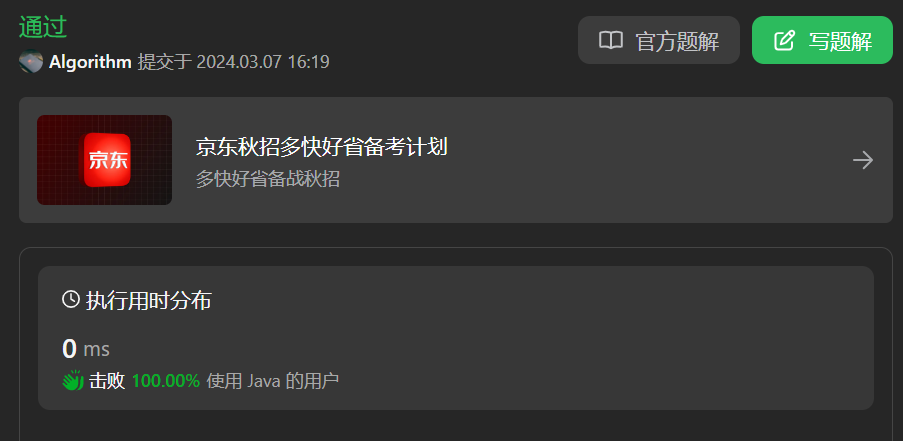 通过
官方题解
写题解
Algorithm 提交于 2024.03.07 16:19
京东
京东秋招多快好省备考计划
多快好省备战秋招
执行用时分布
0 ms
击败 100.00% 使用 Java 的用户